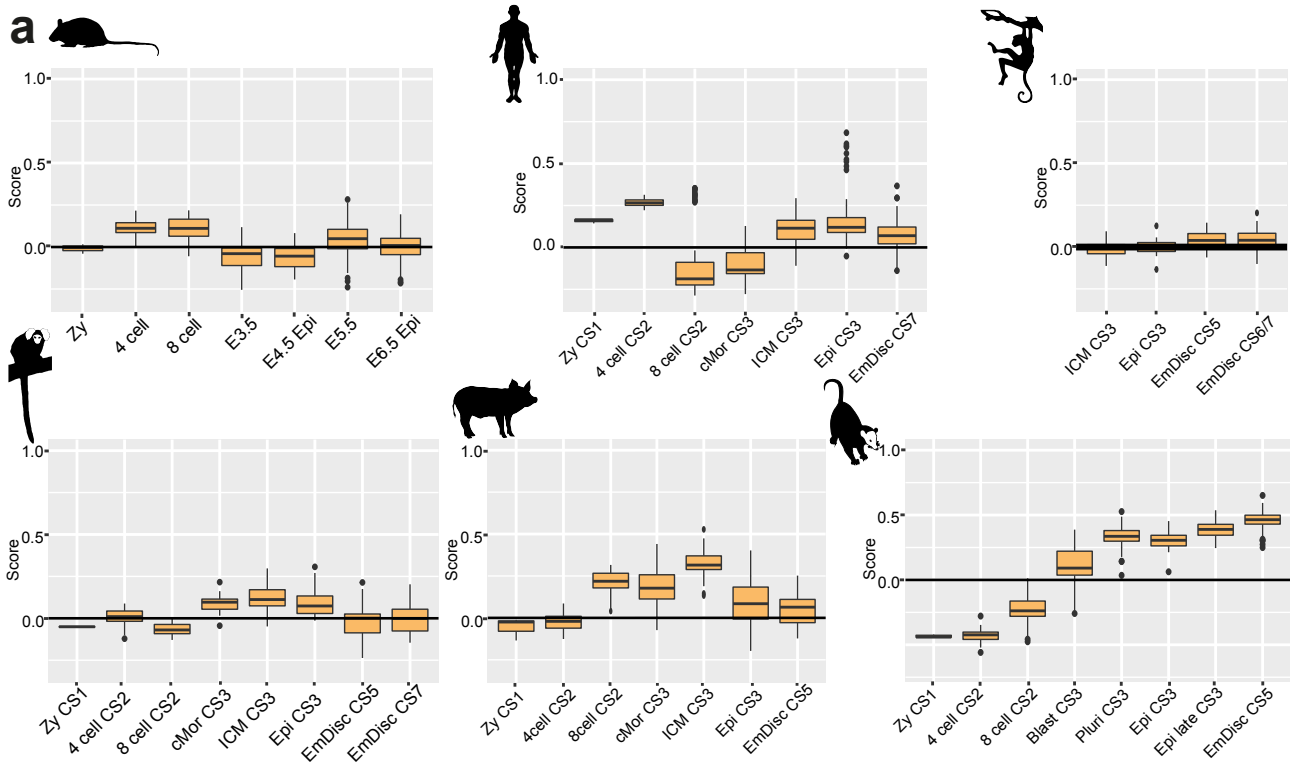 a
1.0
0.5
0.0
Score
Zy
4 cell
8 cell
E3.5
E4.5 Epi
E5.5
E6.5 Epi
1.0
0.5
0.0
Score
Zy CS1
4 cell CS2
8 cell CS2
cMor CS3
ICM CS3
Epi CS3
EmDisc CS7
1.0
0.5
0.0
Score
ICM CS3
Epi CS3
EmDisc CS5
EmDisc CS6/7
1.0
0.5
0.0
Score
Zy CS1
4 cell CS2
8 cell CS2
cMor CS3
ICM CS3
Epi CS3
EmDisc CS5
EmDisc CS7
1.0
0.5
0.0
Score
Zy CS1
4cell CS2
8cell CS2
cMor CS3
ICM CS3
Epi CS3
EmDisc CS5
1.0
0.5
0.0
Score
Zy CS1
4 cell CS2
8 cell CS2
Blast CS3
Pluri CS3
Epi CS3
Epi late CS3
EmDisc CS5